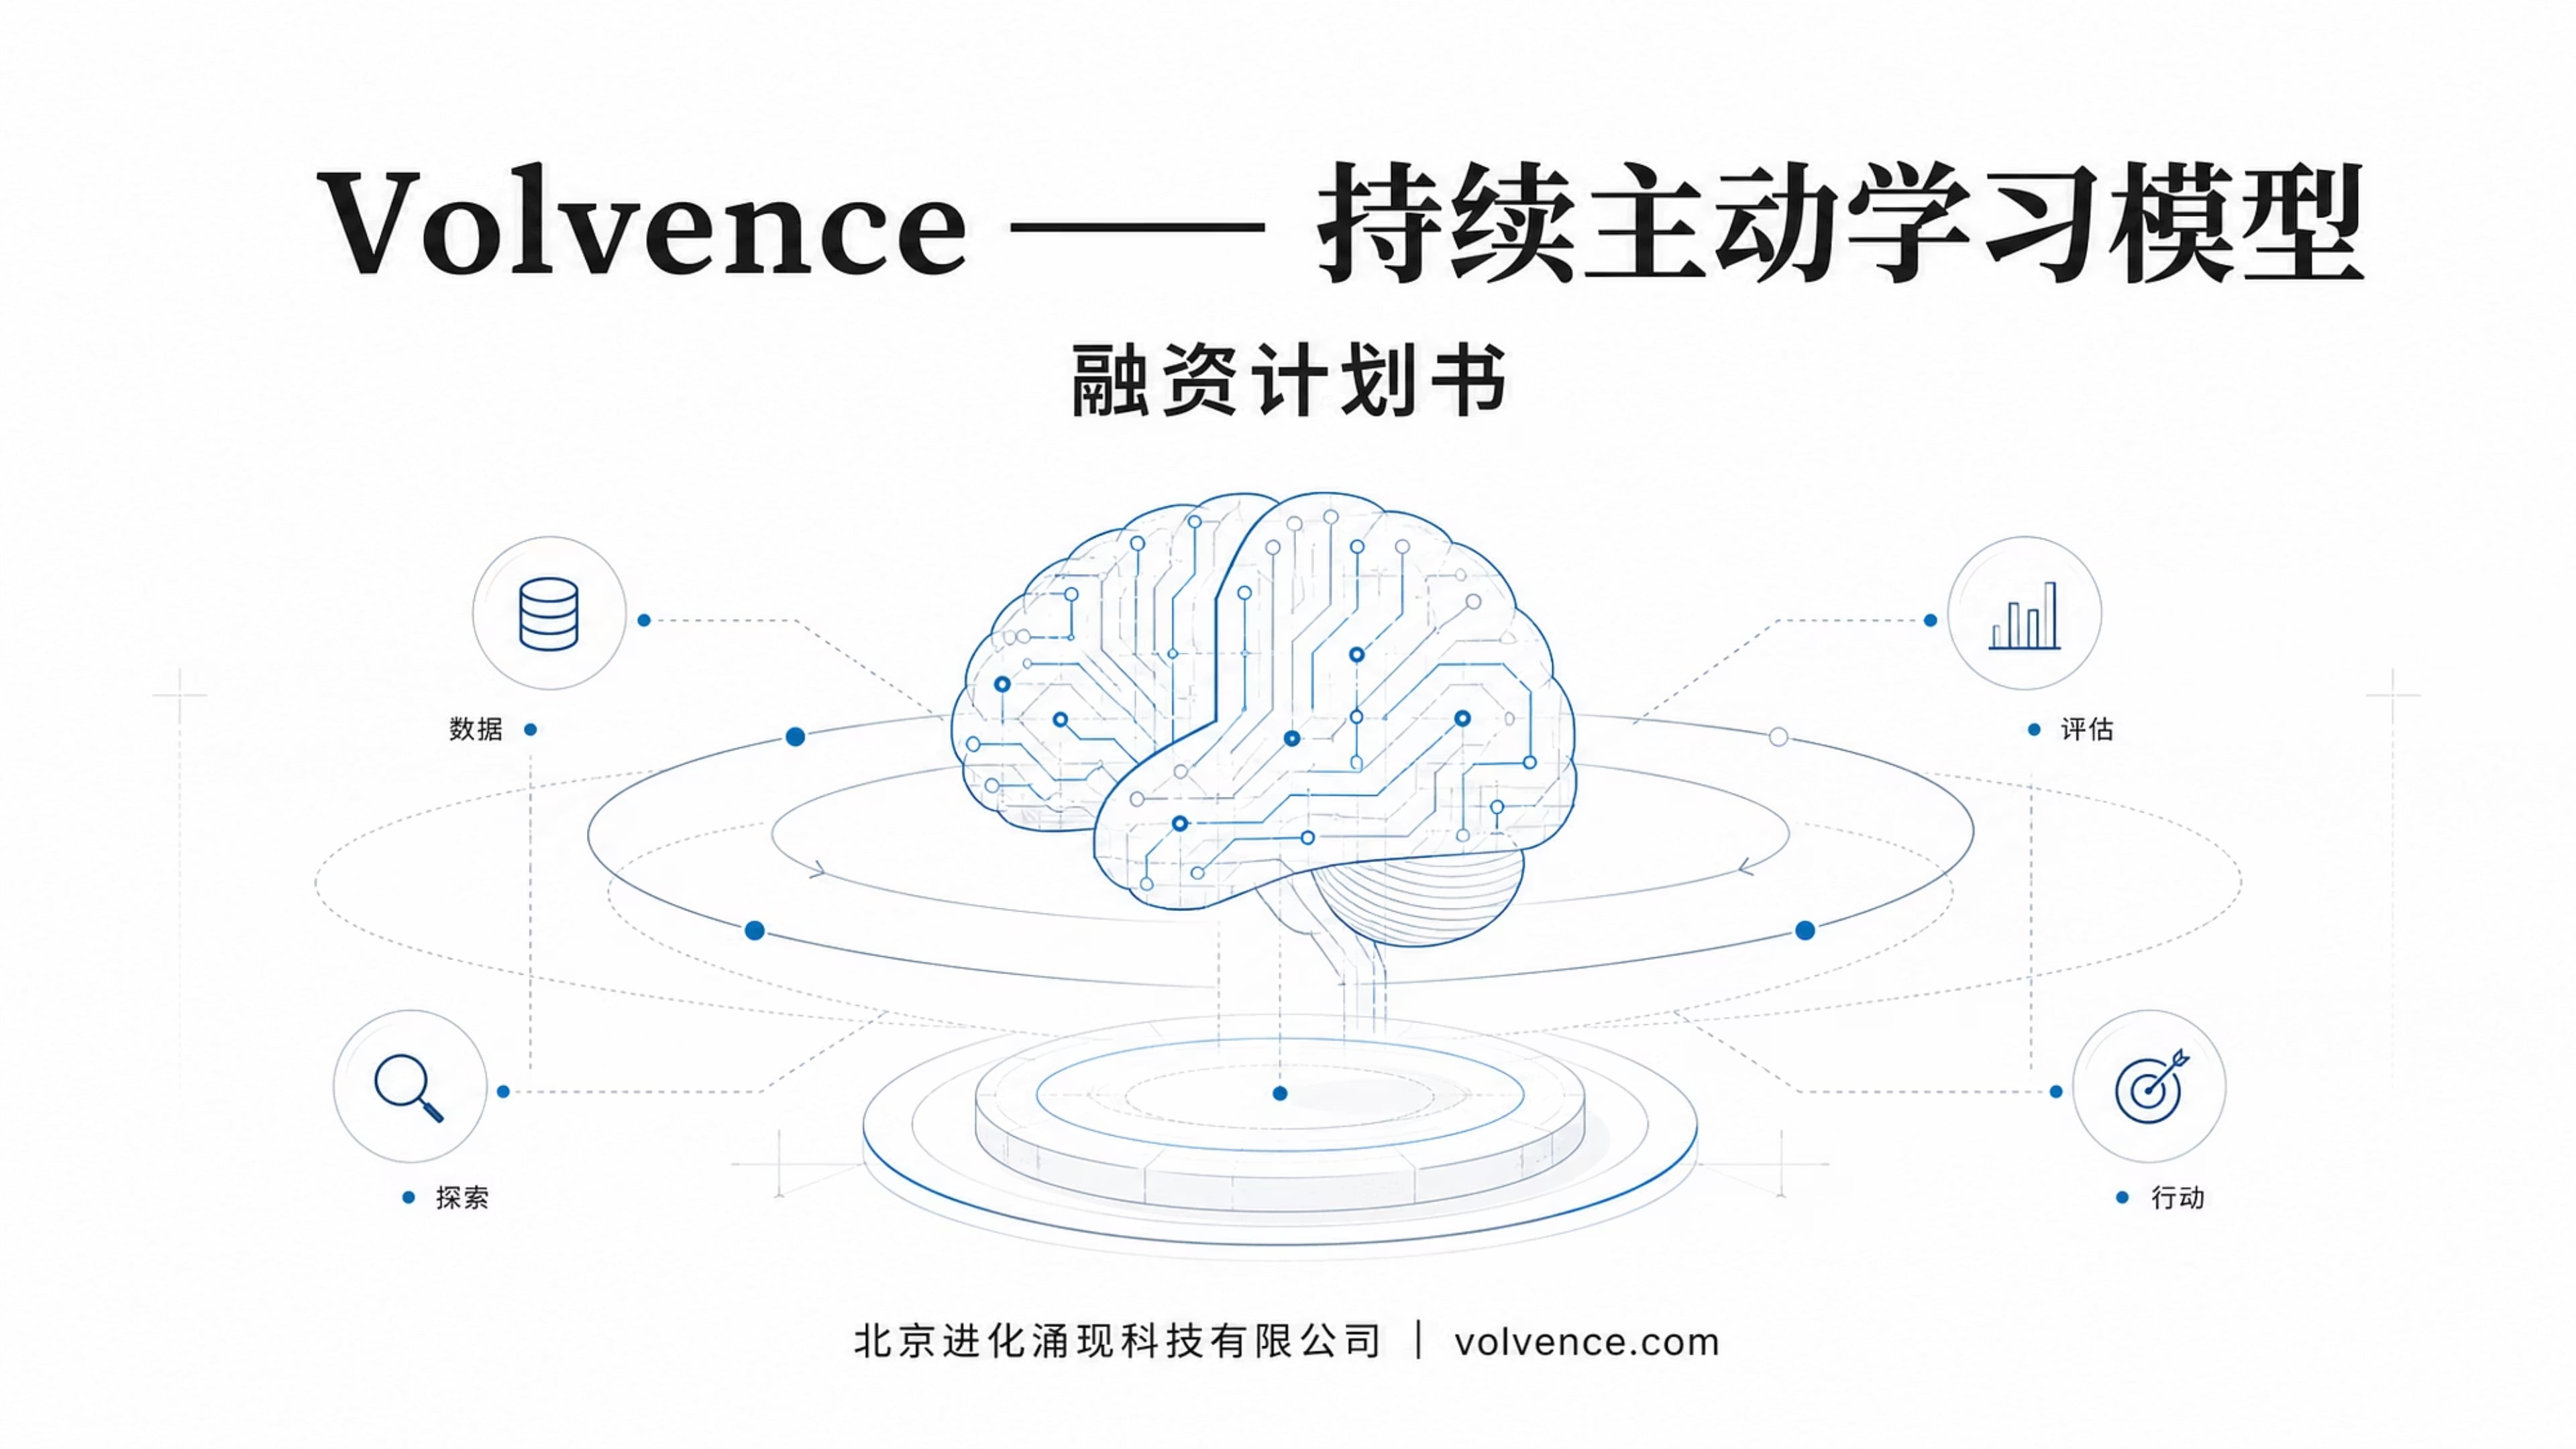 Volvence —— 持续主动学习模型
融资计划书
数据
评估
探索
行动
北京进化涌现科技有限公司 | volvence.com